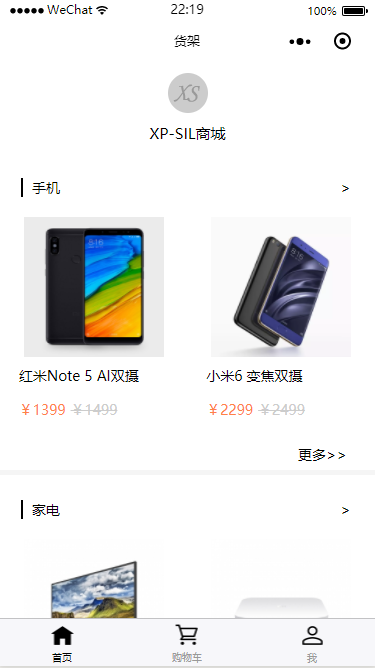 WeChat 22:19 100%
货架
XS
XP-SIL商城
手机 >
红米Note 5 AI双摄 小米6 变焦双摄
￥1399 ￥1499 ￥2299 ￥2499
更多>>
家电 >
首页 购物车 我